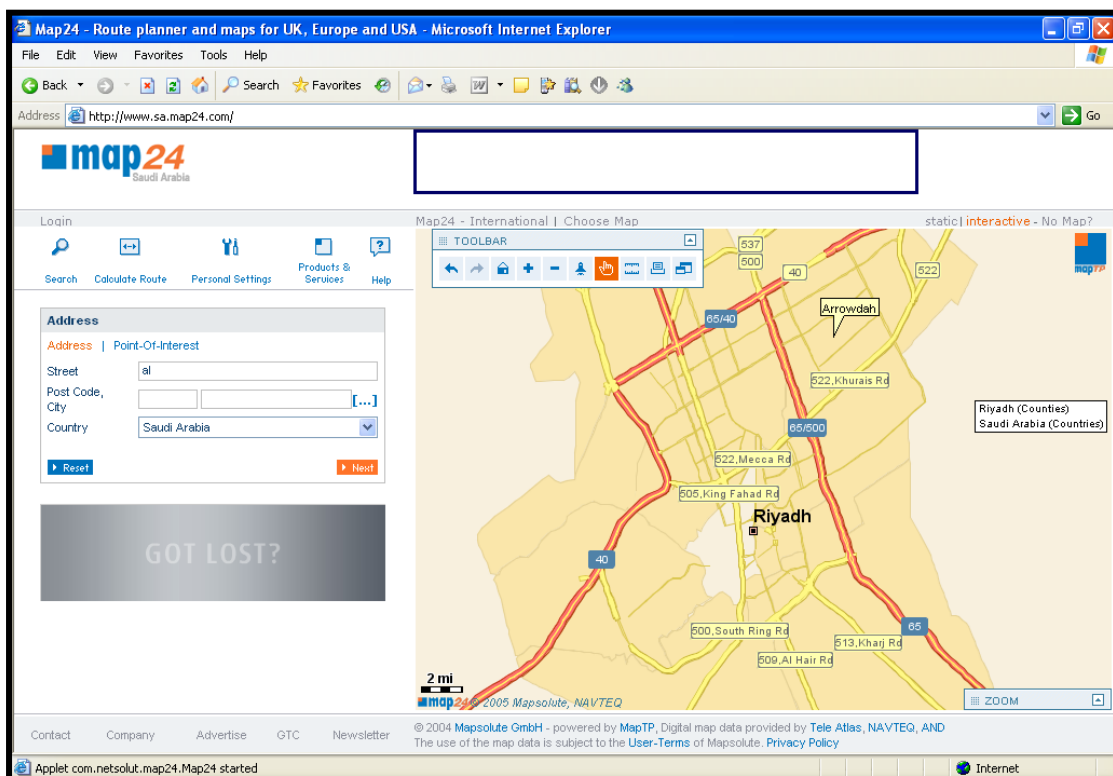 Map24 - Route planner and maps for UK, Europe and USA - Microsoft Internet Explorer
File Edit View Favorites Tools Help
Back Search Favorites
Address http://www.sa.map24.com/ Go
map24
Saudi Arabia
Login
Map24 - International | Choose Map
static | interactive - No Map?
Search Calculate Route Personal Settings Products & Services Help
Address
Address | Point-Of-Interest
Street al
Post Code, City [...]
Country Saudi Arabia
Reset Next
GOT LOST?
TOOLBAR
mapTP
537
500
40
522
65/40
Arrowdah
522,Khurais Rd
Riyadh (Counties)
Saudi Arabia (Countries)
65/500
522,Mecca Rd
505,King Fahad Rd
Riyadh
40
500,South Ring Rd
65
513,Kharj Rd
509,Al Hair Rd
2 mi
map24 © 2005 Mapsolute, NAVTEQ
ZOOM
Contact Company Advertise GTC Newsletter
© 2004 Mapsolute GmbH - powered by MapTP, Digital map data provided by Tele Atlas, NAVTEQ, AND
The use of the map data is subject to the User-Terms of Mapsolute. Privacy Policy
Applet com.netsolut.map24.Map24 started
Internet